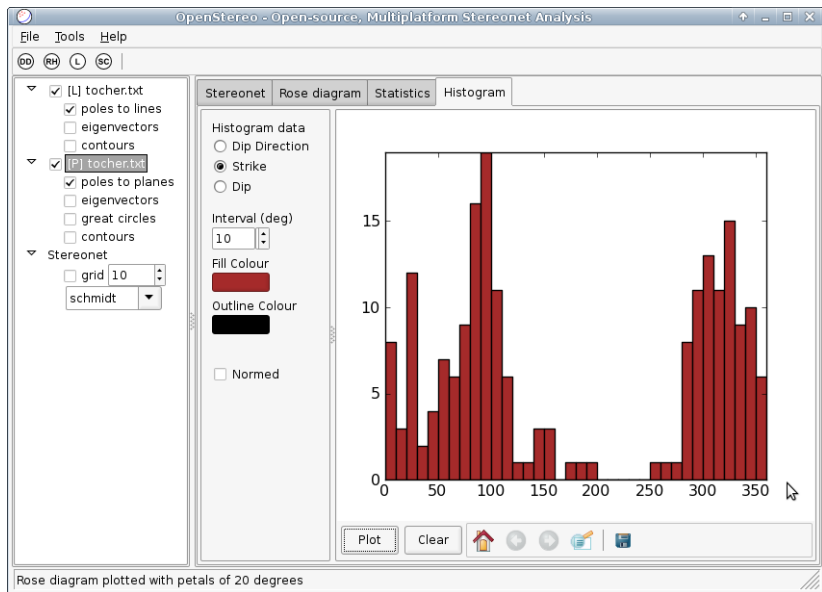 OpenStereo - Open-source, Multiplatform Stereonet Analysis
File Tools Help
DD RH L SC
[L] tocher.txt
poles to lines
eigenvectors
contours
[P] tocher.txt
poles to planes
eigenvectors
great circles
contours
Stereonet
grid 10
schmidt
Stereonet Rose diagram Statistics Histogram
Histogram data
Dip Direction
Strike
Dip
Interval (deg)
10
Fill Colour
Outline Colour
Normed
15
10
5
0
0 50 100 150 200 250 300 350
Plot Clear
Rose diagram plotted with petals of 20 degrees